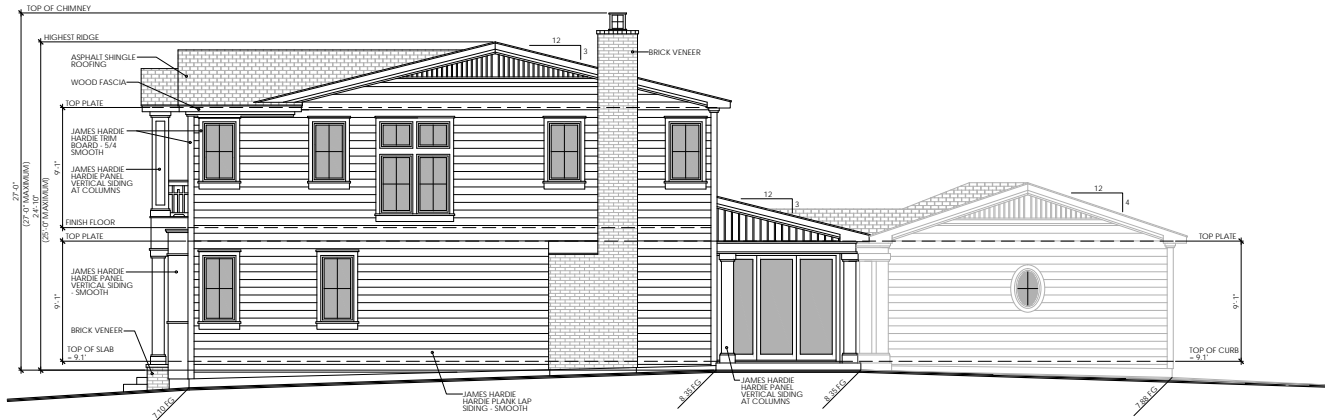 TOP OF CHIMNEY
HIGHEST RIDGE
ASPHALT SHINGLE
ROOFING
WOOD FASCIA
TOP PLATE
JAMES HARDIE
HARDIE TRIM
BOARD - 5/4
SMOOTH
JAMES HARDIE
HARDIE PANEL
VERTICAL SIDING
AT COLUMNS
FINISH FLOOR
TOP PLATE
JAMES HARDIE
HARDIE PANEL
VERTICAL SIDING
- SMOOTH
BRICK VENEER
TOP OF SLAB
= 9.1'
27'-0"
(27'-0" MAXIMUM)
24'-10"
(25'-0" MAXIMUM)
9'-1"
9'-1"
12
3
BRICK VENEER
12
3
12
4
TOP PLATE
9'-1"
TOP OF CURB
= 9.1'
7.10 FG
JAMES HARDIE
HARDIE PLANK LAP
SIDING - SMOOTH
8.35 FG
JAMES HARDIE
HARDIE PANEL
VERTICAL SIDING
AT COLUMNS
8.35 FG
7.88 FG